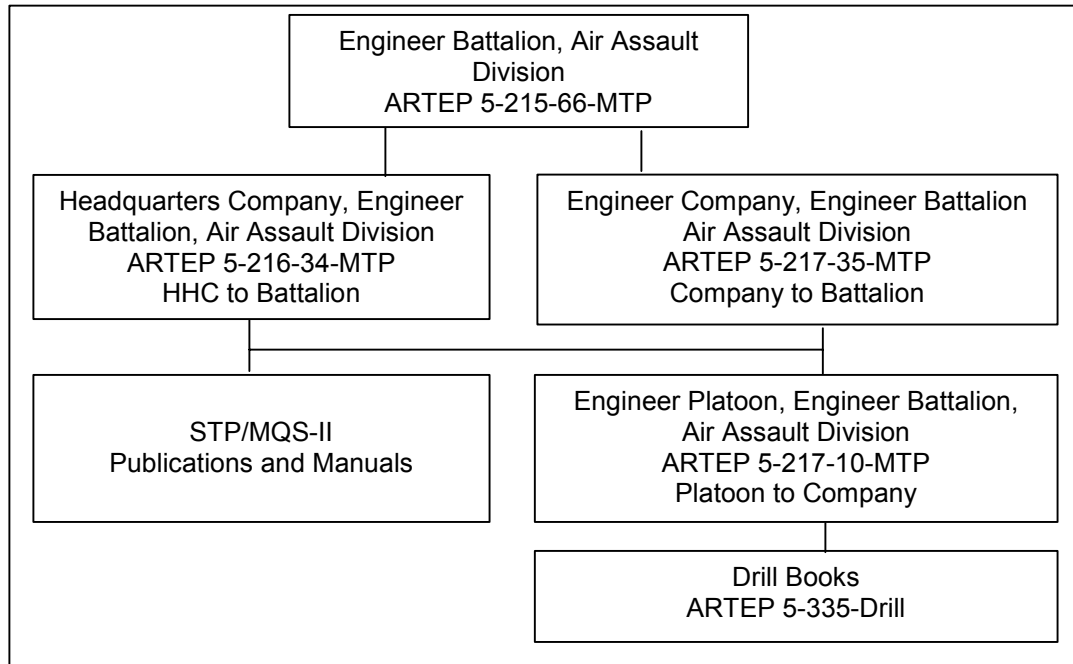 Engineer Battalion, Air Assault
Division
ARTEP 5-215-66-MTP
Headquarters Company, Engineer
Battalion, Air Assault Division
ARTEP 5-216-34-MTP
HHC to Battalion
Engineer Company, Engineer Battalion
Air Assault Division
ARTEP 5-217-35-MTP
Company to Battalion
STP/MQS-II
Publications and Manuals
Engineer Platoon, Engineer Battalion,
Air Assault Division
ARTEP 5-217-10-MTP
Platoon to Company
Drill Books
ARTEP 5-335-Drill